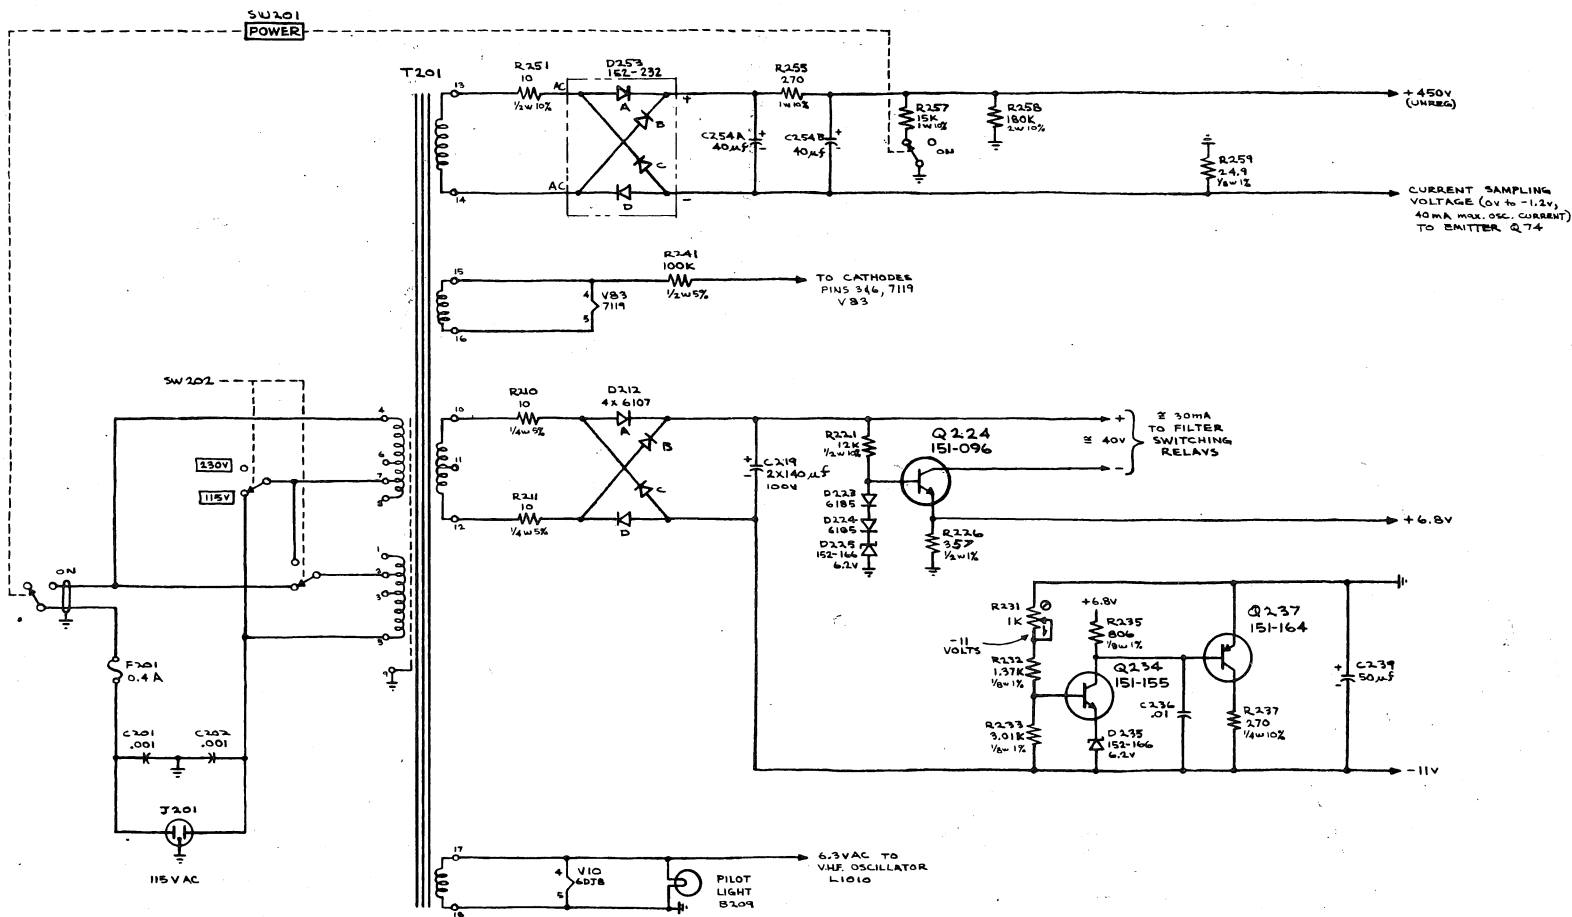 SW201
POWER
T201
13
R251
10
1/2W 10%
D253
152-232
AC
A
B
C
D
+
-
AC
14
C254A
40µf
+
-
R255
270
1W 10%
C254B
40µf
+
-
R257
15K
1W 10%
ON
R258
180K
2W 10%
+450V
(UNREG)
R259
24.9
1/8W 1%
CURRENT SAMPLING
VOLTAGE (0V to -1.2V,
40mA max. OSC. CURRENT)
TO EMITTER Q74
15
16
4
5
V83
7119
R241
100K
1/2W 5%
TO CATHODES
PINS 3&6, 7119
V83
SW202
230V
115V
4
6
7
8
1
2
3
5
9
10
11
12
R210
10
1/4W 5%
R211
10
1/4W 5%
D212
4 x 6107
A
B
C
D
C219
2X140µf
100V
+
-
R221
12K
1/2W 10%
D223
6185
D224
6185
D225
152-166
6.2V
Q224
151-096
R226
357
1/2W 1%
+
≅ 40V
-
≅ 30mA
TO FILTER
SWITCHING
RELAYS
+6.8V
ON
F201
0.4A
C201
.001
C202
.001
J201
115VAC
R231
1K
-11
VOLTS
R232
1.37K
1/8W 1%
R233
3.01K
1/8W 1%
+6.8V
R235
806
1/8W 1%
Q234
151-155
D235
152-166
6.2V
C236
.01
Q237
151-164
R237
270
1/4W 10%
C239
50µf
+
-
-11V
17
18
4
5
V10
6DJ8
PILOT
LIGHT
B209
6.3VAC TO
V.H.F. OSCILLATOR
L1010